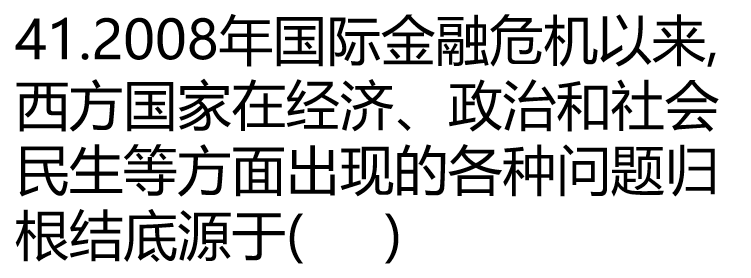 41.2008年国际金融危机以来,
西方国家在经济、政治和社会
民生等方面出现的各种问题归
根结底源于(　　)